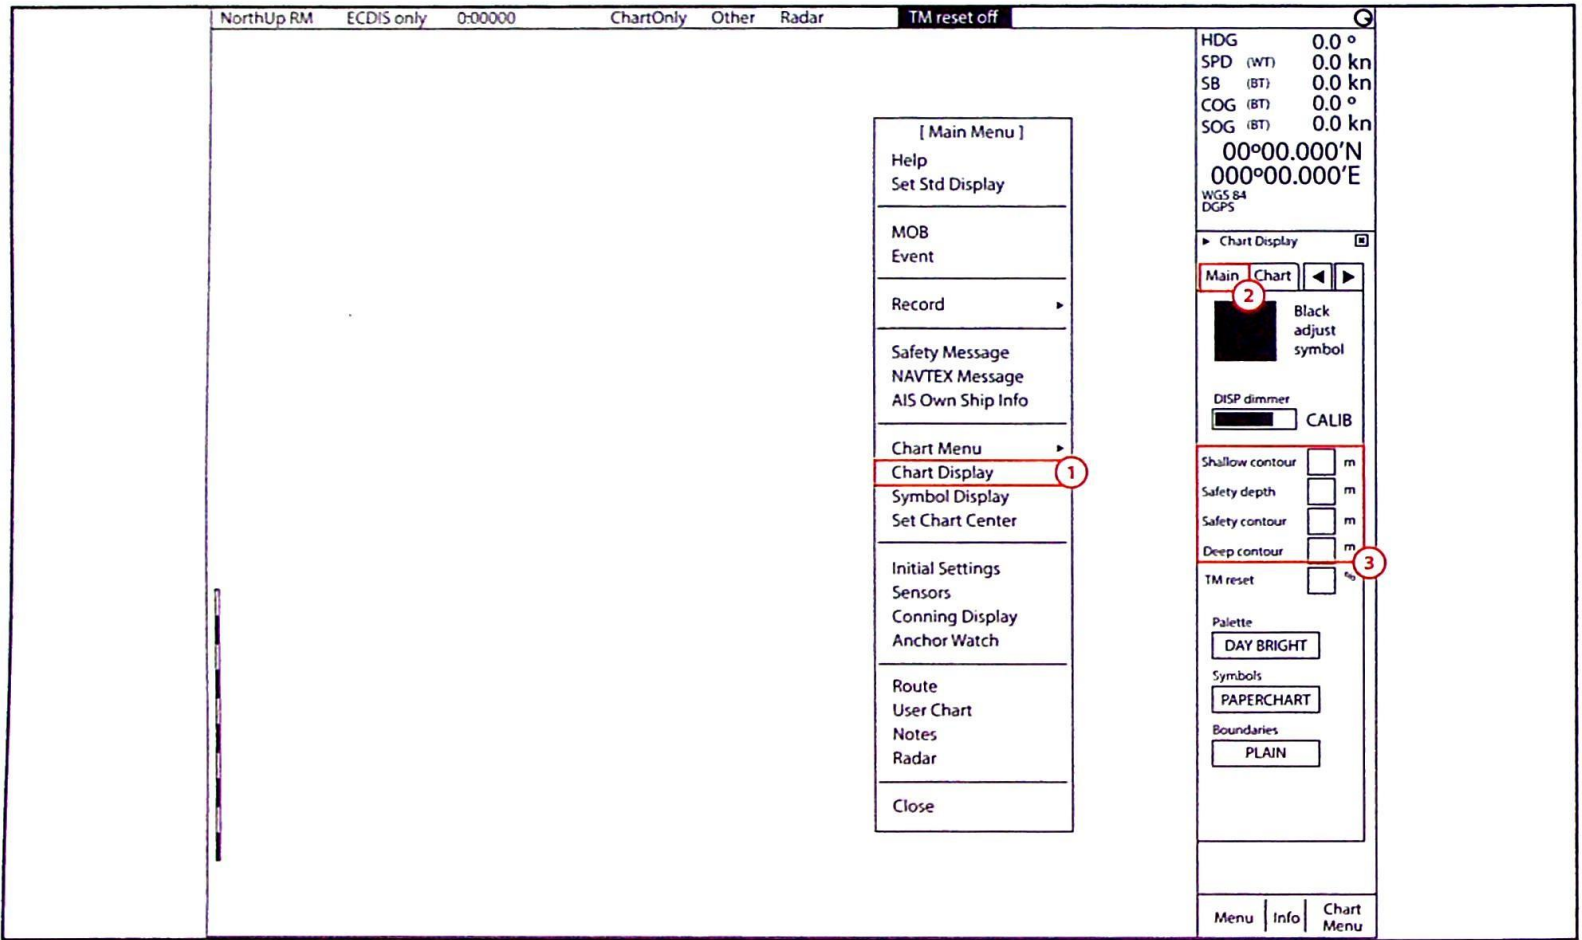 NorthUp RM ECDIS only 0:00000 ChartOnly Other Radar TM reset off
HDG 0.0 °
SPD (WT) 0.0 kn
SB (BT) 0.0 kn
COG (BT) 0.0 °
SOG (BT) 0.0 kn
00º00.000'N
000º00.000'E
WGS 84
DGPS
[ Main Menu ]
Help
Set Std Display
MOB
Event
Record
Safety Message
NAVTEX Message
AIS Own Ship Info
Chart Menu
Chart Display 1
Symbol Display
Set Chart Center
Initial Settings
Sensors
Conning Display
Anchor Watch
Route
User Chart
Notes
Radar
Close
Chart Display
Main Chart
2
Black
adjust
symbol
DISP dimmer
CALIB
Shallow contour m
Safety depth m
Safety contour m
Deep contour m
3
TM reset
Palette
DAY BRIGHT
Symbols
PAPERCHART
Boundaries
PLAIN
Menu Info Chart
Menu